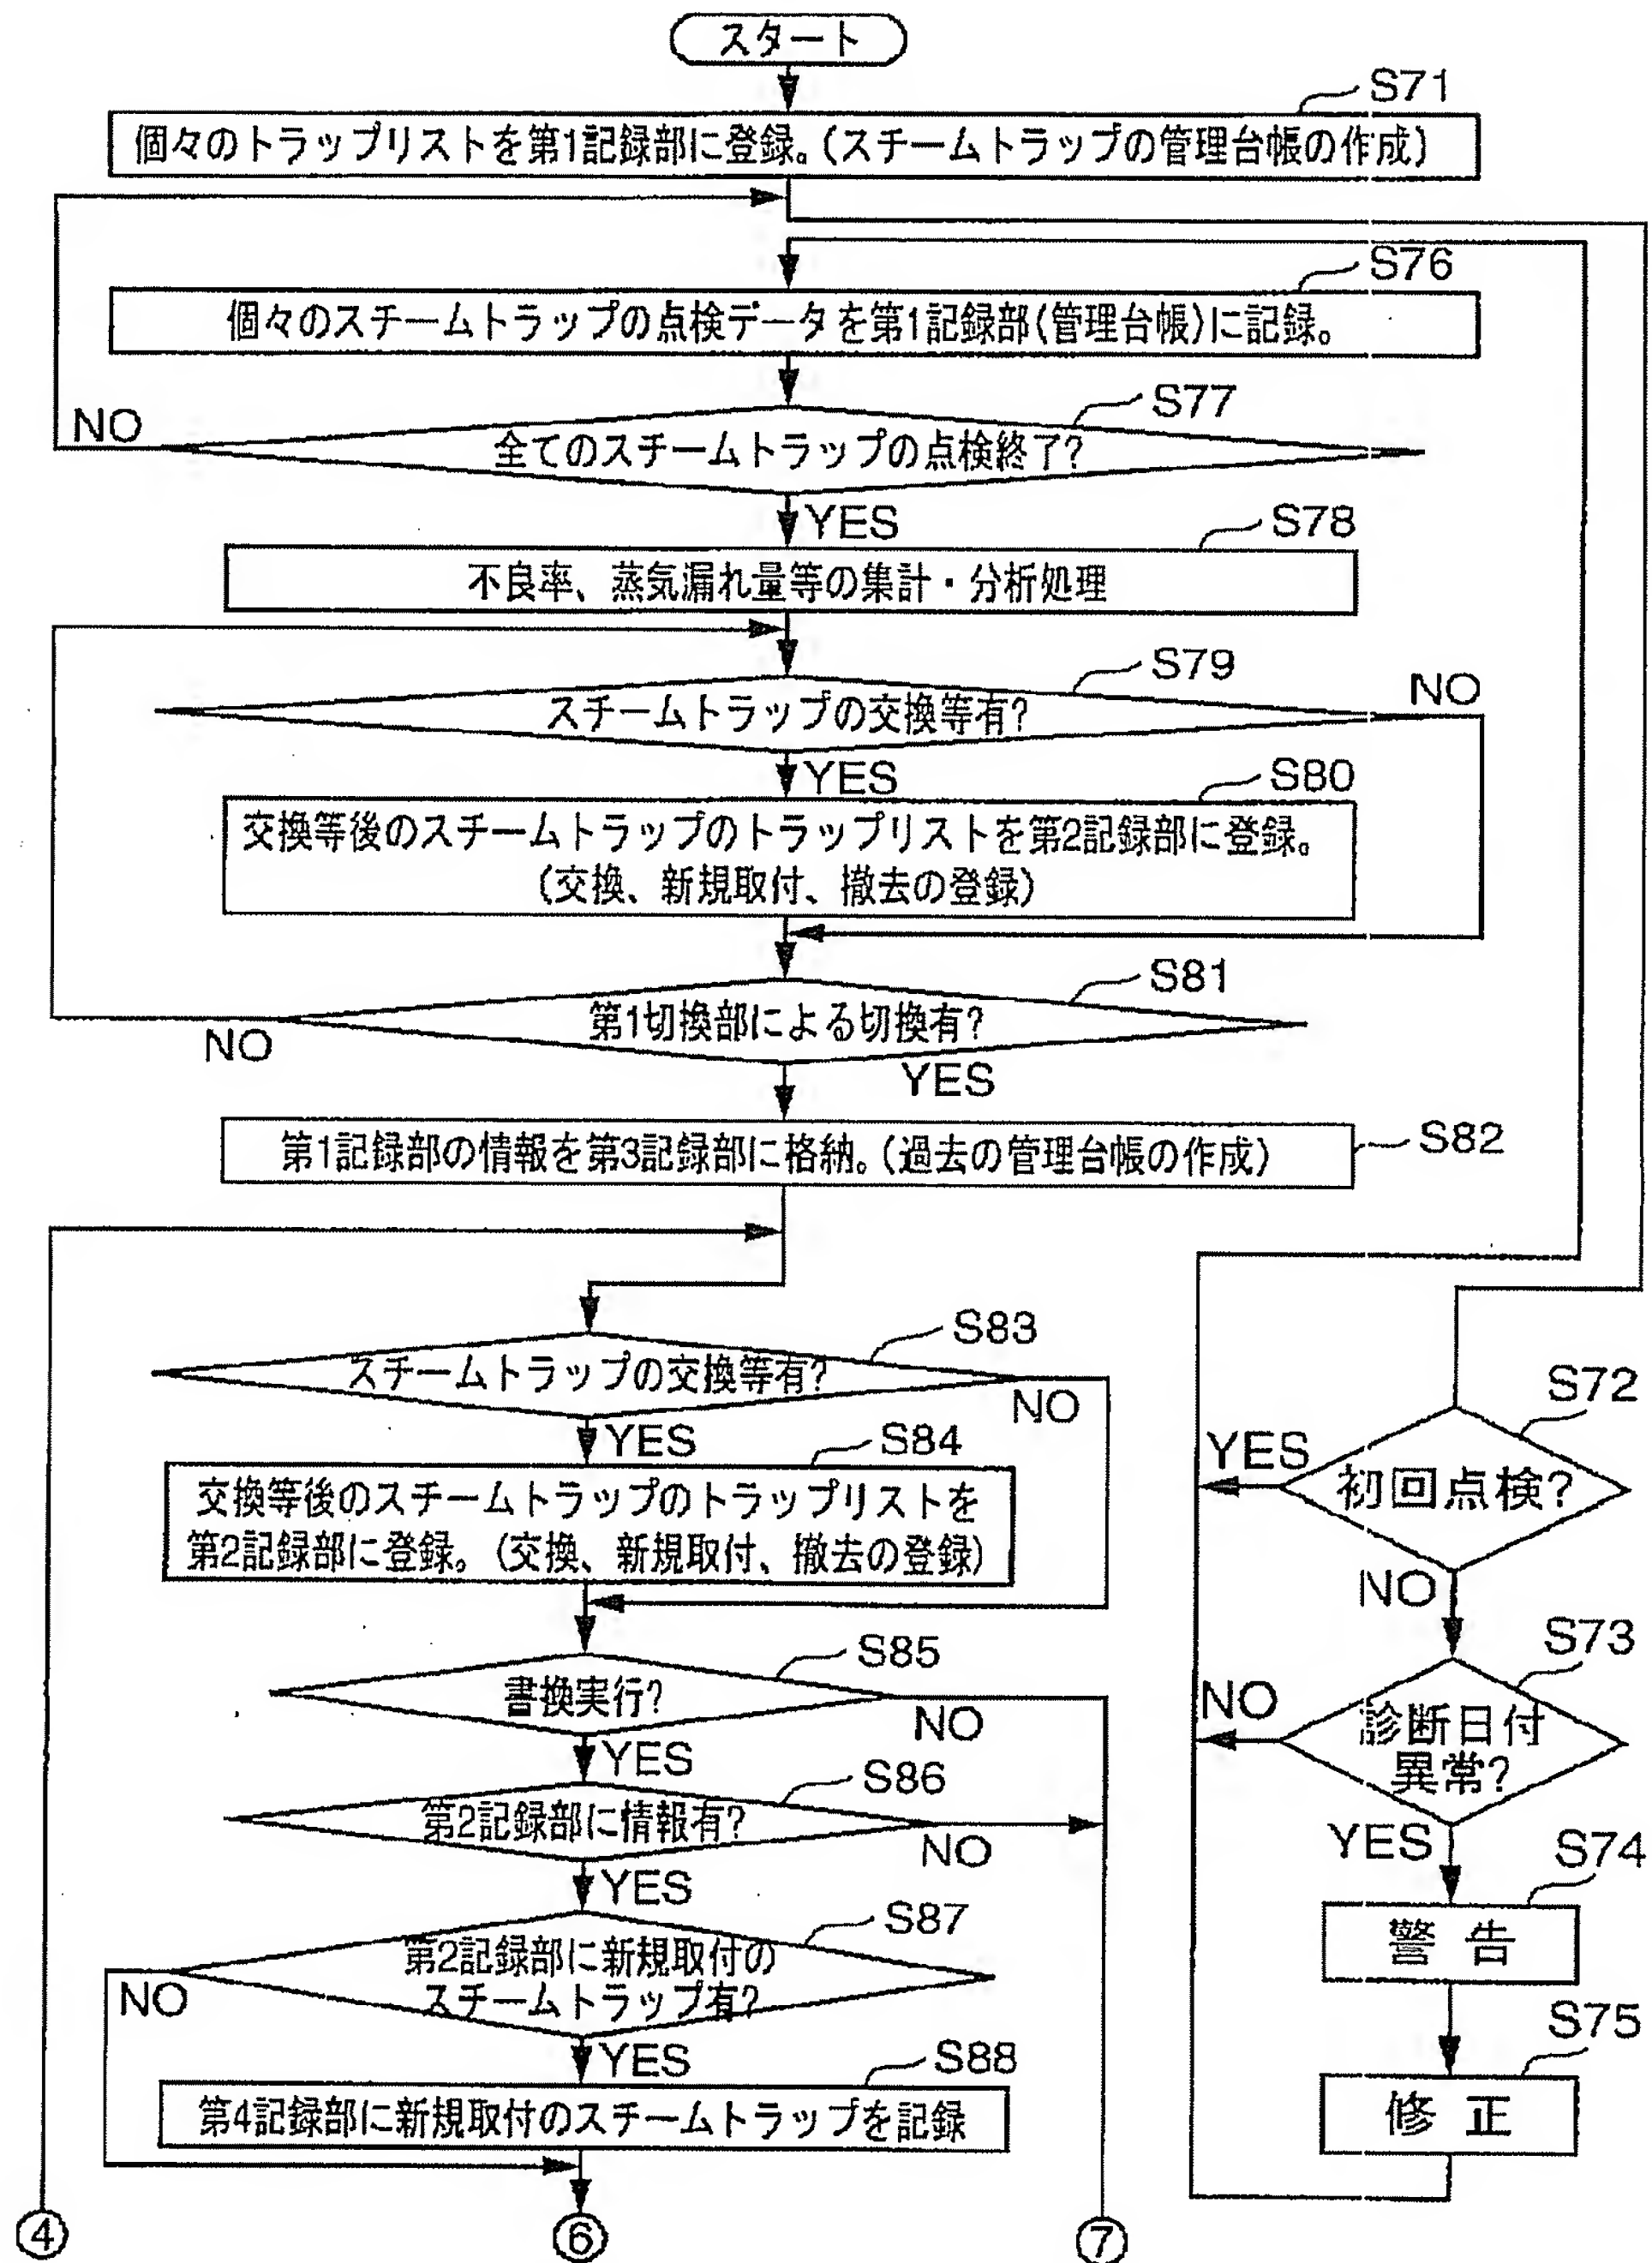 スタート
S71
個々のトラップリストを第1記録部に登録。(スチームトラップの管理台帳の作成)
S76
個々のスチームトラップの点検データを第1記録部(管理台帳)に記録。
S77
NO
全てのスチームトラップの点検終了?
YES
S78
不良率、蒸気漏れ量等の集計・分析処理
S79
NO
スチームトラップの交換等有?
YES
S80
交換等後のスチームトラップのトラップリストを第2記録部に登録。
(交換、新規取付、撤去の登録)
S81
第1切換部による切換有?
NO
YES
S82
第1記録部の情報を第3記録部に格納。(過去の管理台帳の作成)
S83
スチームトラップの交換等有?
NO
YES
S84
交換等後のスチームトラップのトラップリストを
第2記録部に登録。(交換、新規取付、撤去の登録)
S85
書換実行?
NO
YES
S86
第2記録部に情報有?
NO
YES
S87
第2記録部に新規取付の
スチームトラップ有?
NO
YES
S88
第4記録部に新規取付のスチームトラップを記録
④
⑥
⑦
S72
YES
初回点検?
NO
S73
NO
診断日付
異常?
YES
S74
警告
S75
修正